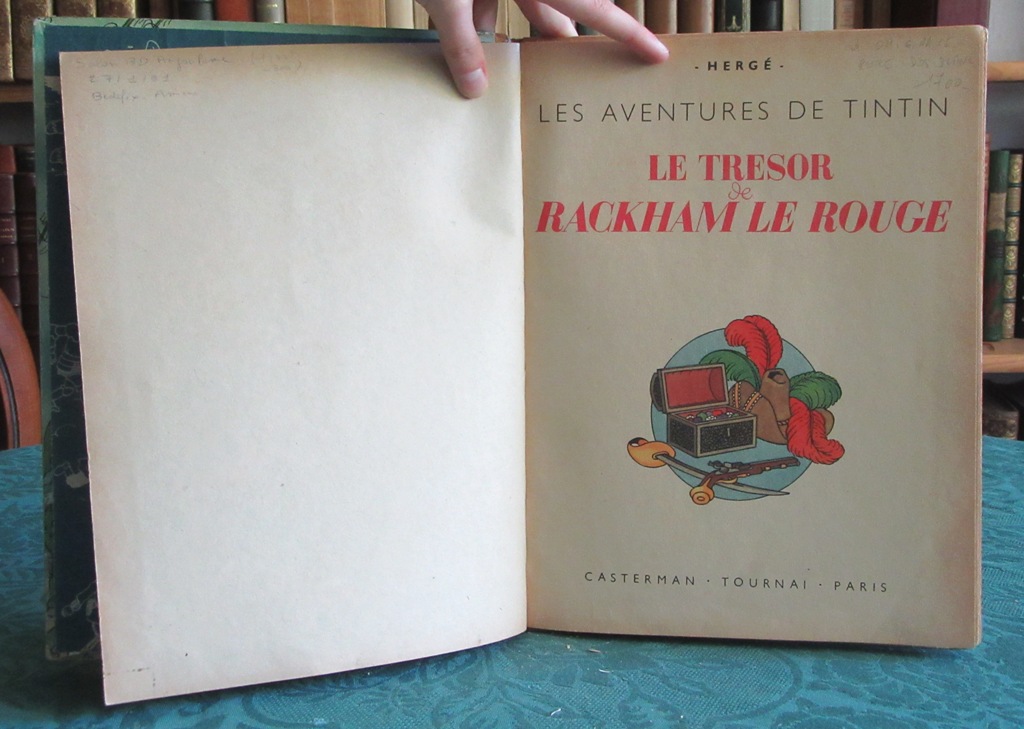 - HERGÉ -
LES AVENTURES DE TINTIN
LE TRESOR
de
RACKHAM LE ROUGE
CASTERMAN · TOURNAI · PARIS